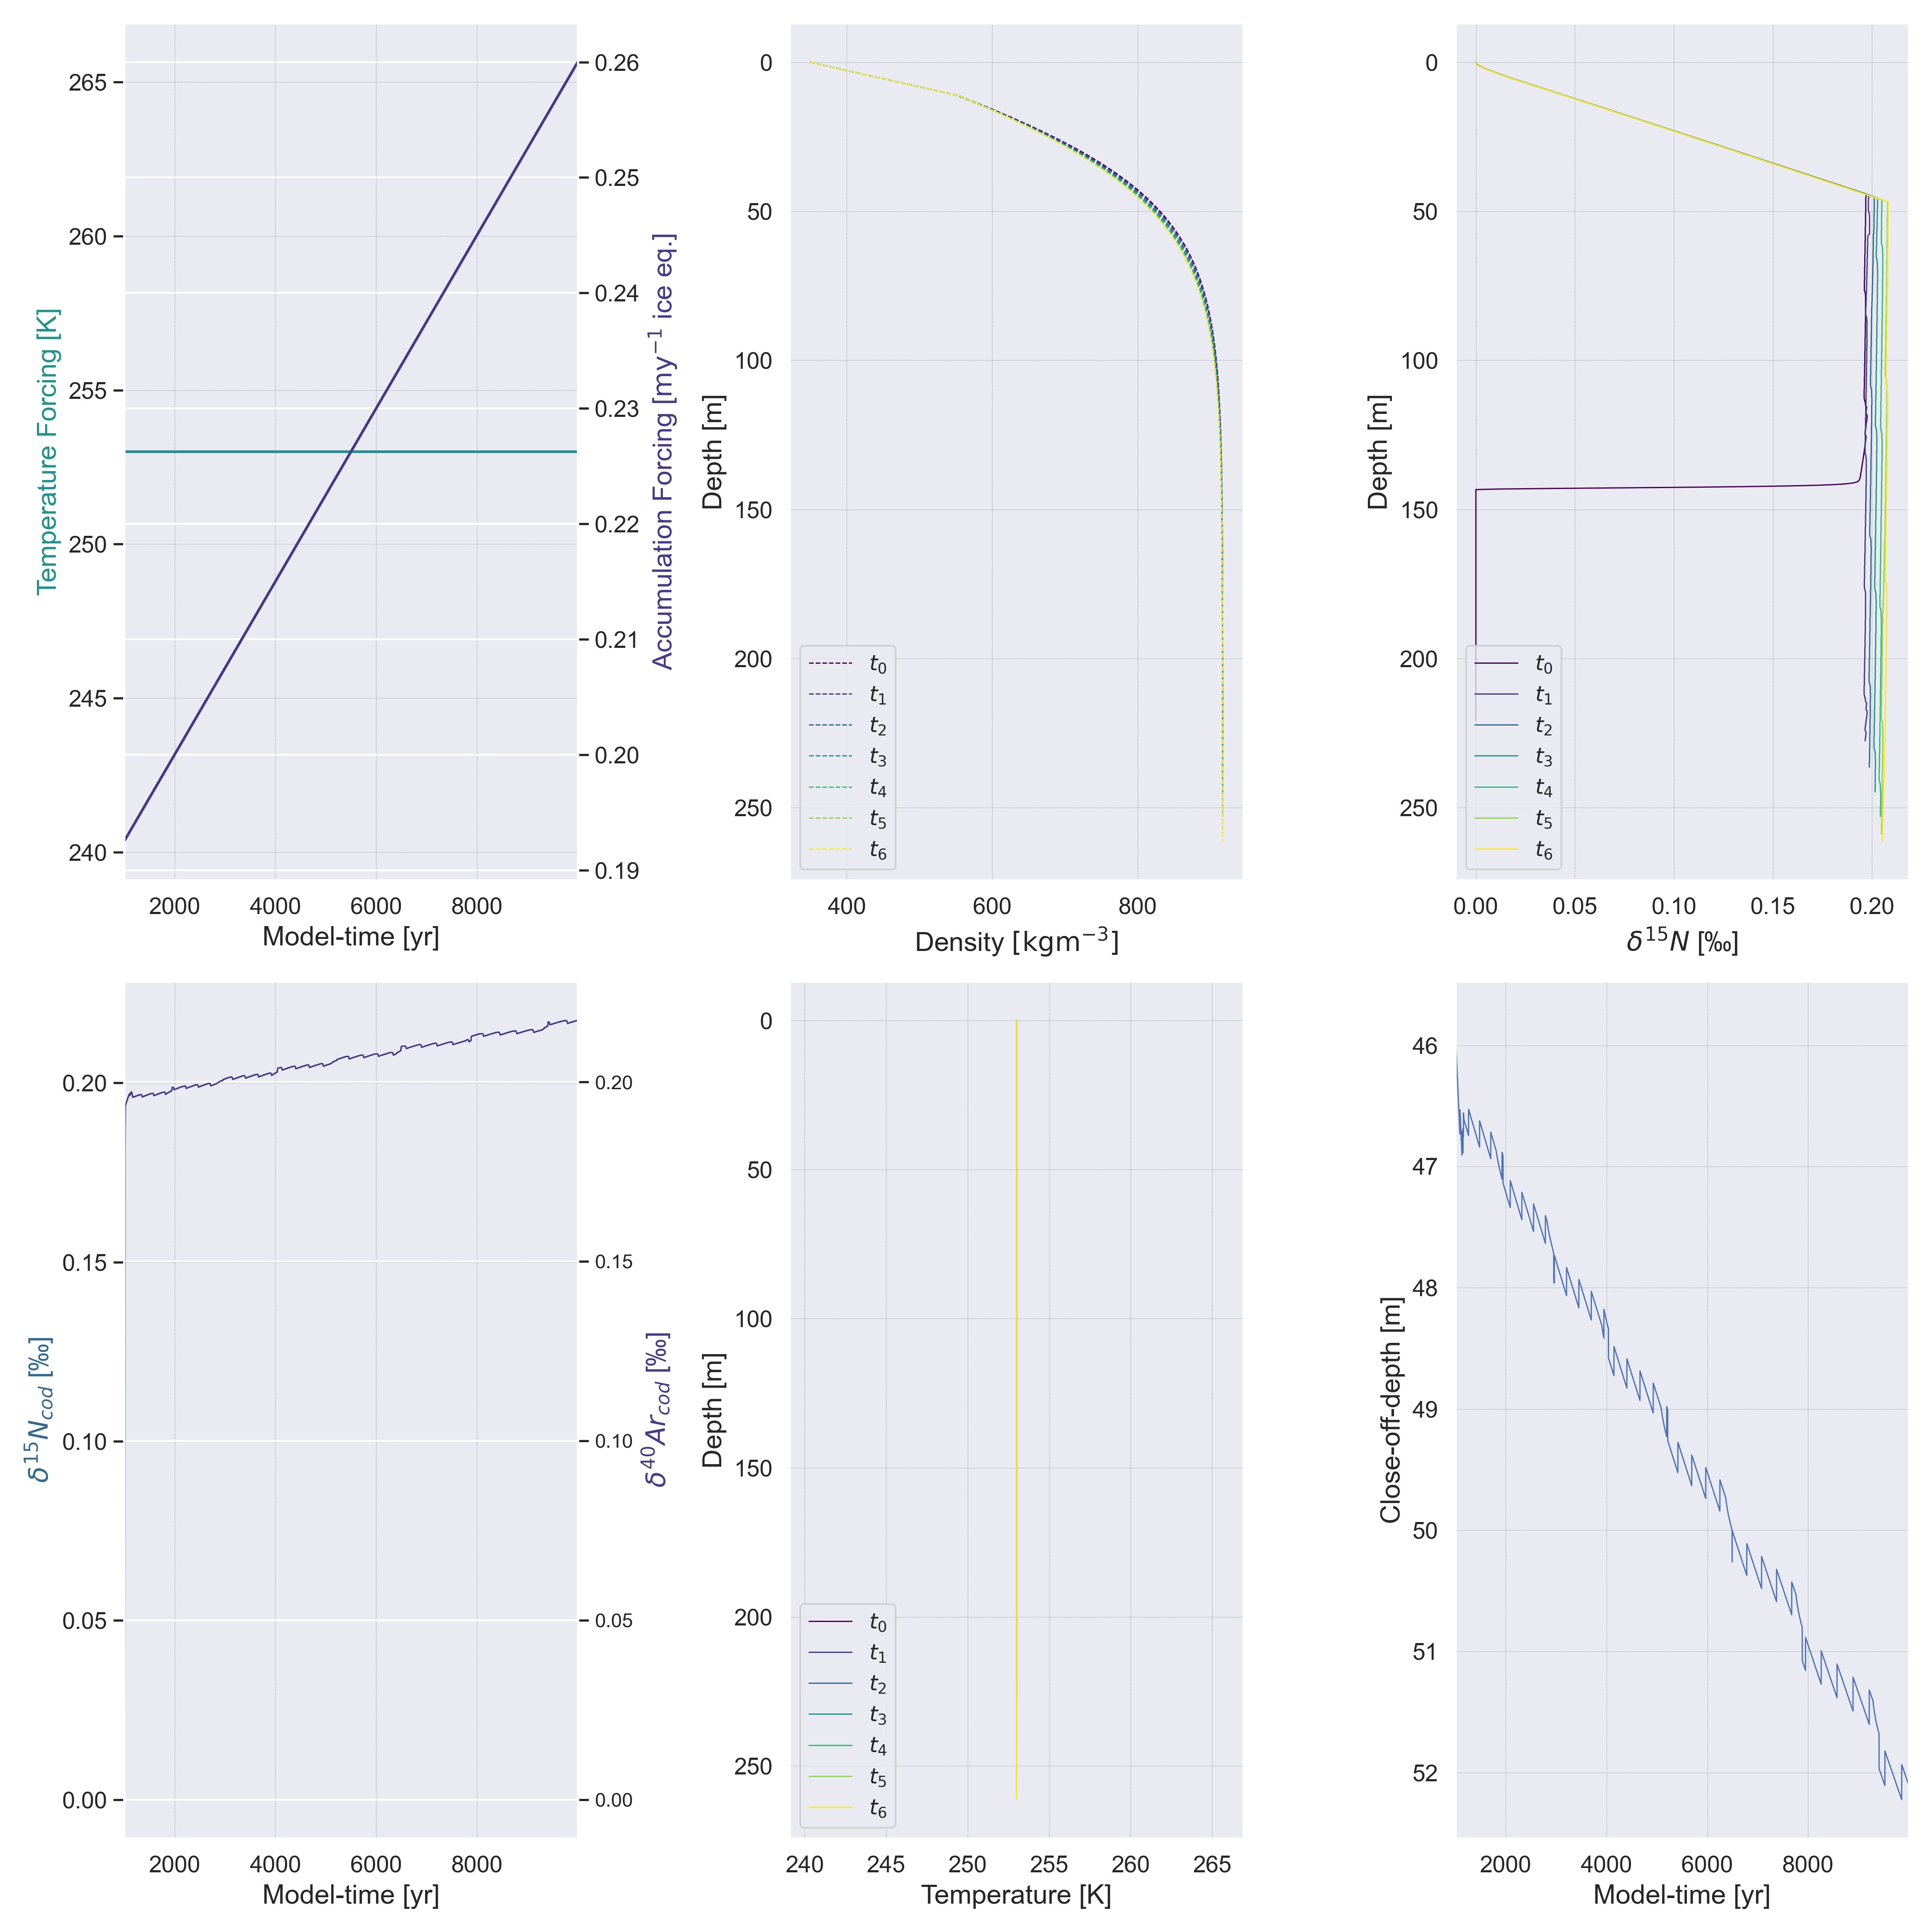 265
260
255
250
245
240
Temperature Forcing [K]
0.26
0.25
0.24
0.23
0.22
0.21
0.20
0.19
Accumulation Forcing [my⁻¹ ice eq.]
2000 4000 6000 8000
Model-time [yr]
0
50
100
150
200
250
Depth [m]
t₀
t₁
t₂
t₃
t₄
t₅
t₆
400 600 800
Density [kgm⁻³]
0
50
100
150
200
250
Depth [m]
t₀
t₁
t₂
t₃
t₄
t₅
t₆
0.00 0.05 0.10 0.15 0.20
δ¹⁵N [‰]
0.20
0.15
0.10
0.05
0.00
δ¹⁵N_cod [‰]
0.20
0.15
0.10
0.05
0.00
δ⁴⁰Ar_cod [‰]
2000 4000 6000 8000
Model-time [yr]
0
50
100
150
200
250
Depth [m]
t₀
t₁
t₂
t₃
t₄
t₅
t₆
240 245 250 255 260 265
Temperature [K]
46
47
48
49
50
51
52
Close-off-depth [m]
2000 4000 6000 8000
Model-time [yr]